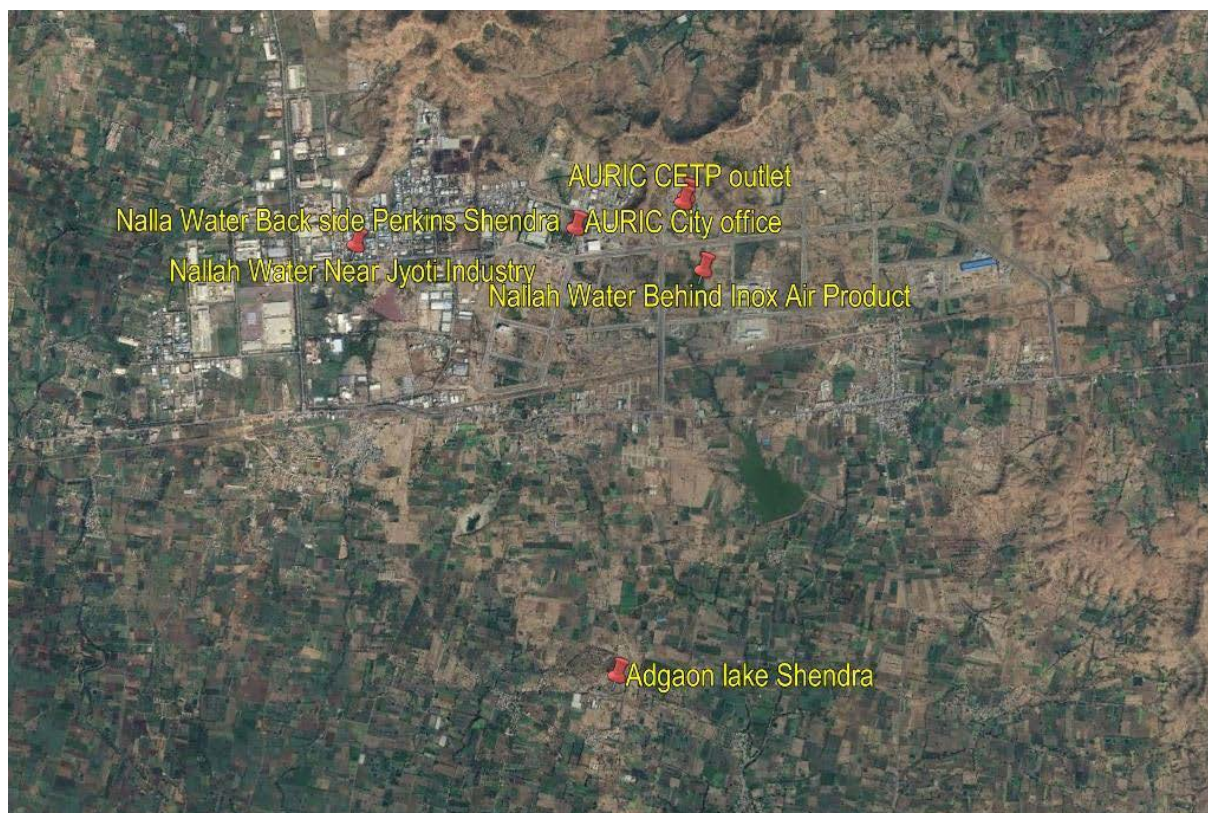 AURIC CETP outlet
Nalla Water Back side Perkins Shendra
AURIC City office
Nallah Water Near Jyoti Industry
Nallah Water Behind Inox Air Product
Adgaon lake Shendra